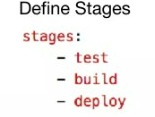 Define Stages
stages:
- test
- build
- deploy